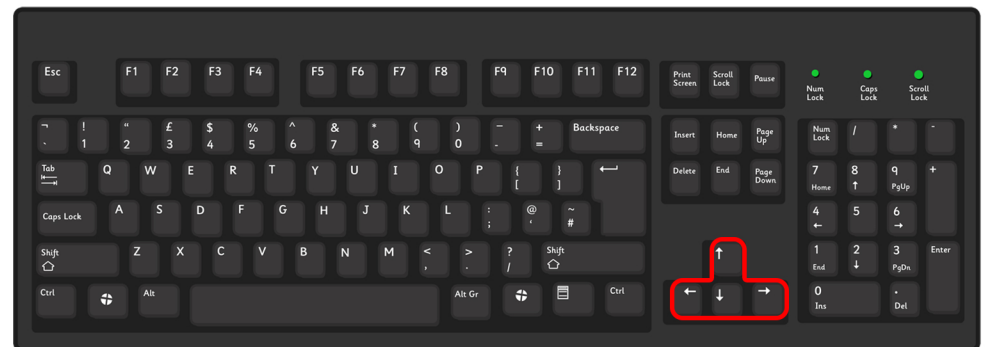 Esc F1 F2 F3 F4 F5 F6 F7 F8 F9 F10 F11 F12 Print Screen Scroll Lock Pause
Num Lock Caps Lock Scroll Lock
¬ ` ! 1 " 2 £ 3 $ 4 % 5 ^ 6 & 7 * 8 ( 9 ) 0 _ - + = Backspace Insert Home Page Up Num Lock / * -
Tab Q W E R T Y U I O P { [ } ] ← Delete End Page Down 7 Home 8 ↑ 9 PgUp +
Caps Lock A S D F G H J K L : ; @ ' ~ # 4 ← 5 6 →
Shift Z X C V B N M < , > . ? / Shift ↑ 1 End 2 ↓ 3 PgDn Enter
Ctrl Alt Alt Gr Ctrl ← ↓ → 0 Ins . Del